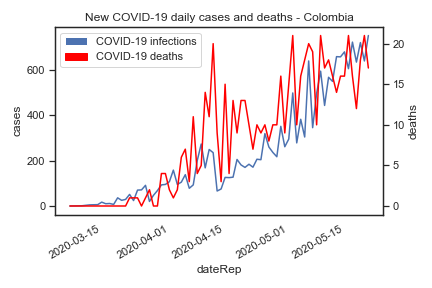 New COVID-19 daily cases and deaths - Colombia
COVID-19 infections
COVID-19 deaths
600
400
200
0
cases
20
15
10
5
0
deaths
2020-03-15
2020-04-01
2020-04-15
2020-05-01
2020-05-15
dateRep